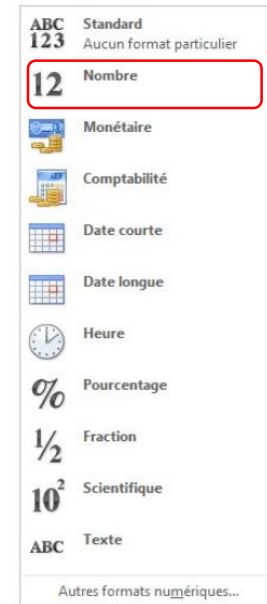 ABC Standard
123 Aucun format particulier
12 Nombre
Monétaire
Comptabilité
Date courte
Date longue
Heure
% Pourcentage
½ Fraction
10² Scientifique
ABC Texte
Autres formats numériques...